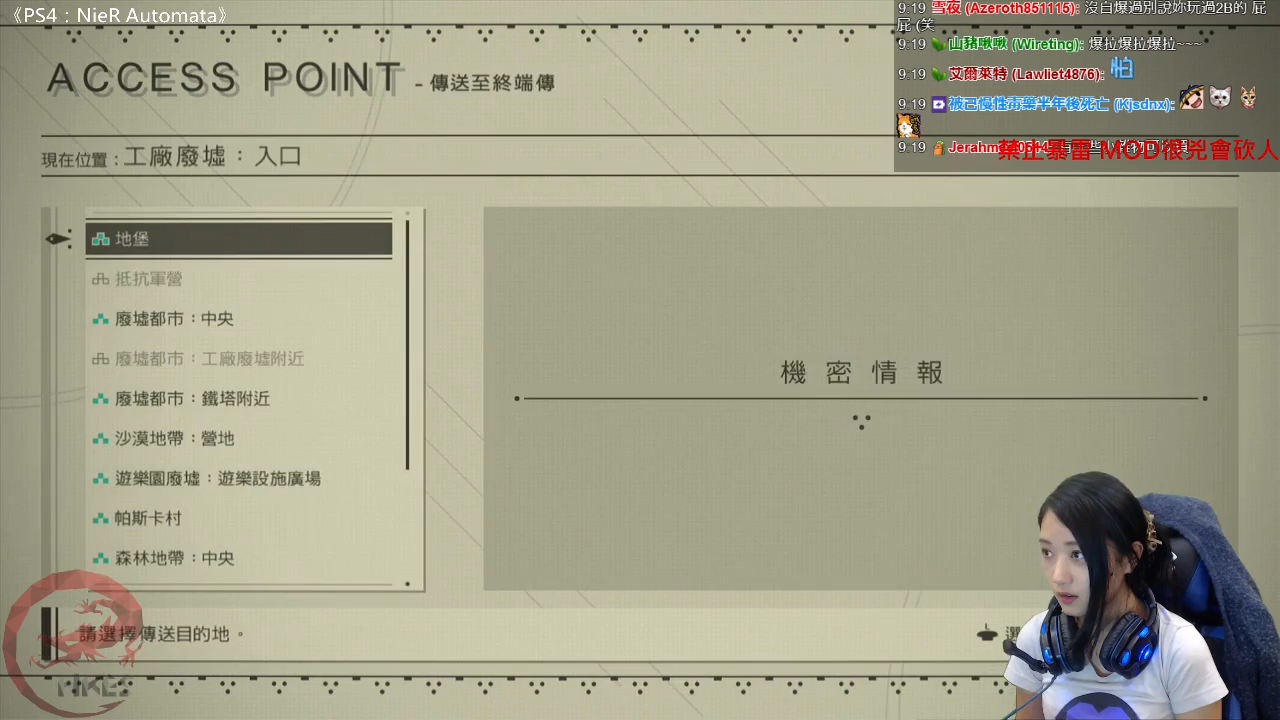 《PS4：NieR Automata》
ACCESS POINT - 傳送至終端傳
現在位置：工廠廢墟：入口
地堡
抵抗軍營
廢墟都市：中央
廢墟都市：工廠廢墟附近
廢墟都市：鐵塔附近
沙漠地帶：營地
遊樂園廢墟：遊樂設施廣場
帕斯卡村
森林地帶：中央
機密情報
請選擇傳送目的地。
選
9 19 雪夜 (Azeroth851115): 沒自爆過別說妳玩過2B的 屁屁 (笑
9 19 山豬啾啾 (Wireting): 爆拉爆拉爆拉~~~
9 19 艾爾萊特 (Lawliet4876): 怕
9 19 被己慢性毒藥半年後死亡 (Kjsdnx):
9 19
禁止暴雷 MOD很兇會砍人